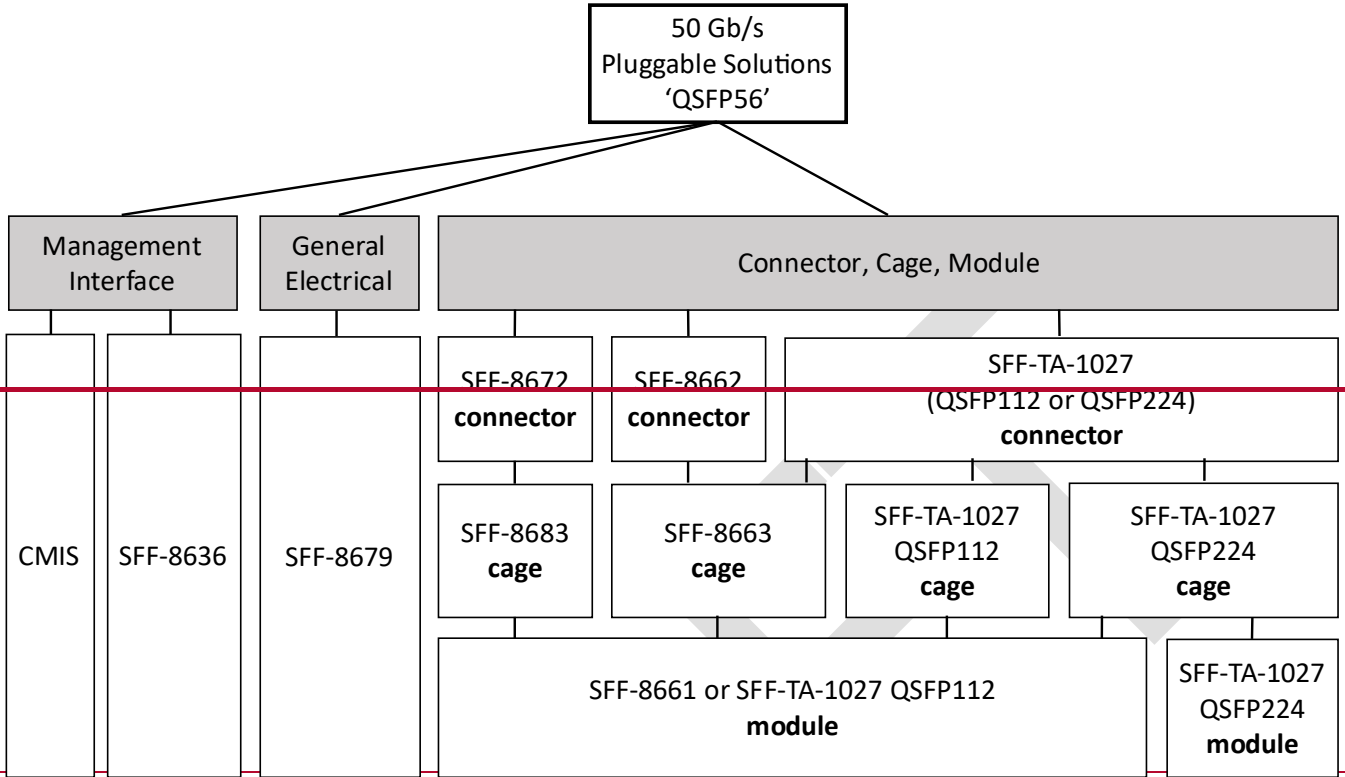 50 Gb/s
Pluggable Solutions
‘QSFP56’
Management
Interface
General
Electrical
Connector, Cage, Module
CMIS
SFF-8636
SFF-8679
SFF-8672
connector
SFF-8662
connector
SFF-TA-1027
(QSFP112 or QSFP224)
connector
SFF-8683
cage
SFF-8663
cage
SFF-TA-1027
QSFP112
cage
SFF-TA-1027
QSFP224
cage
SFF-8661 or SFF-TA-1027 QSFP112
module
SFF-TA-1027
QSFP224
module